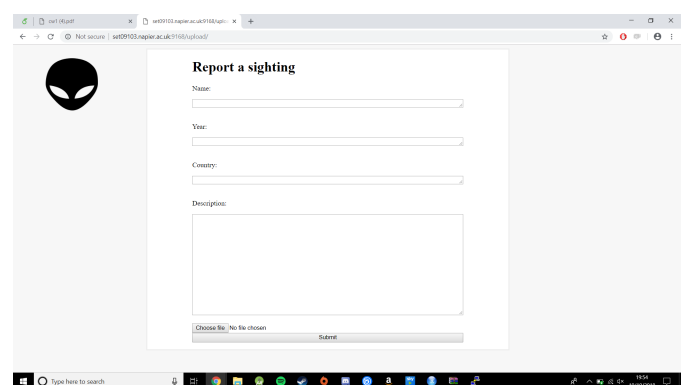 cw1 (4).pdf
set09103.napier.ac.uk:9168/uplo
Not secure | set09103.napier.ac.uk:9168/upload/
Report a sighting
Name:
Year:
Country:
Description:
Choose file No file chosen
Submit
Type here to search
19:54